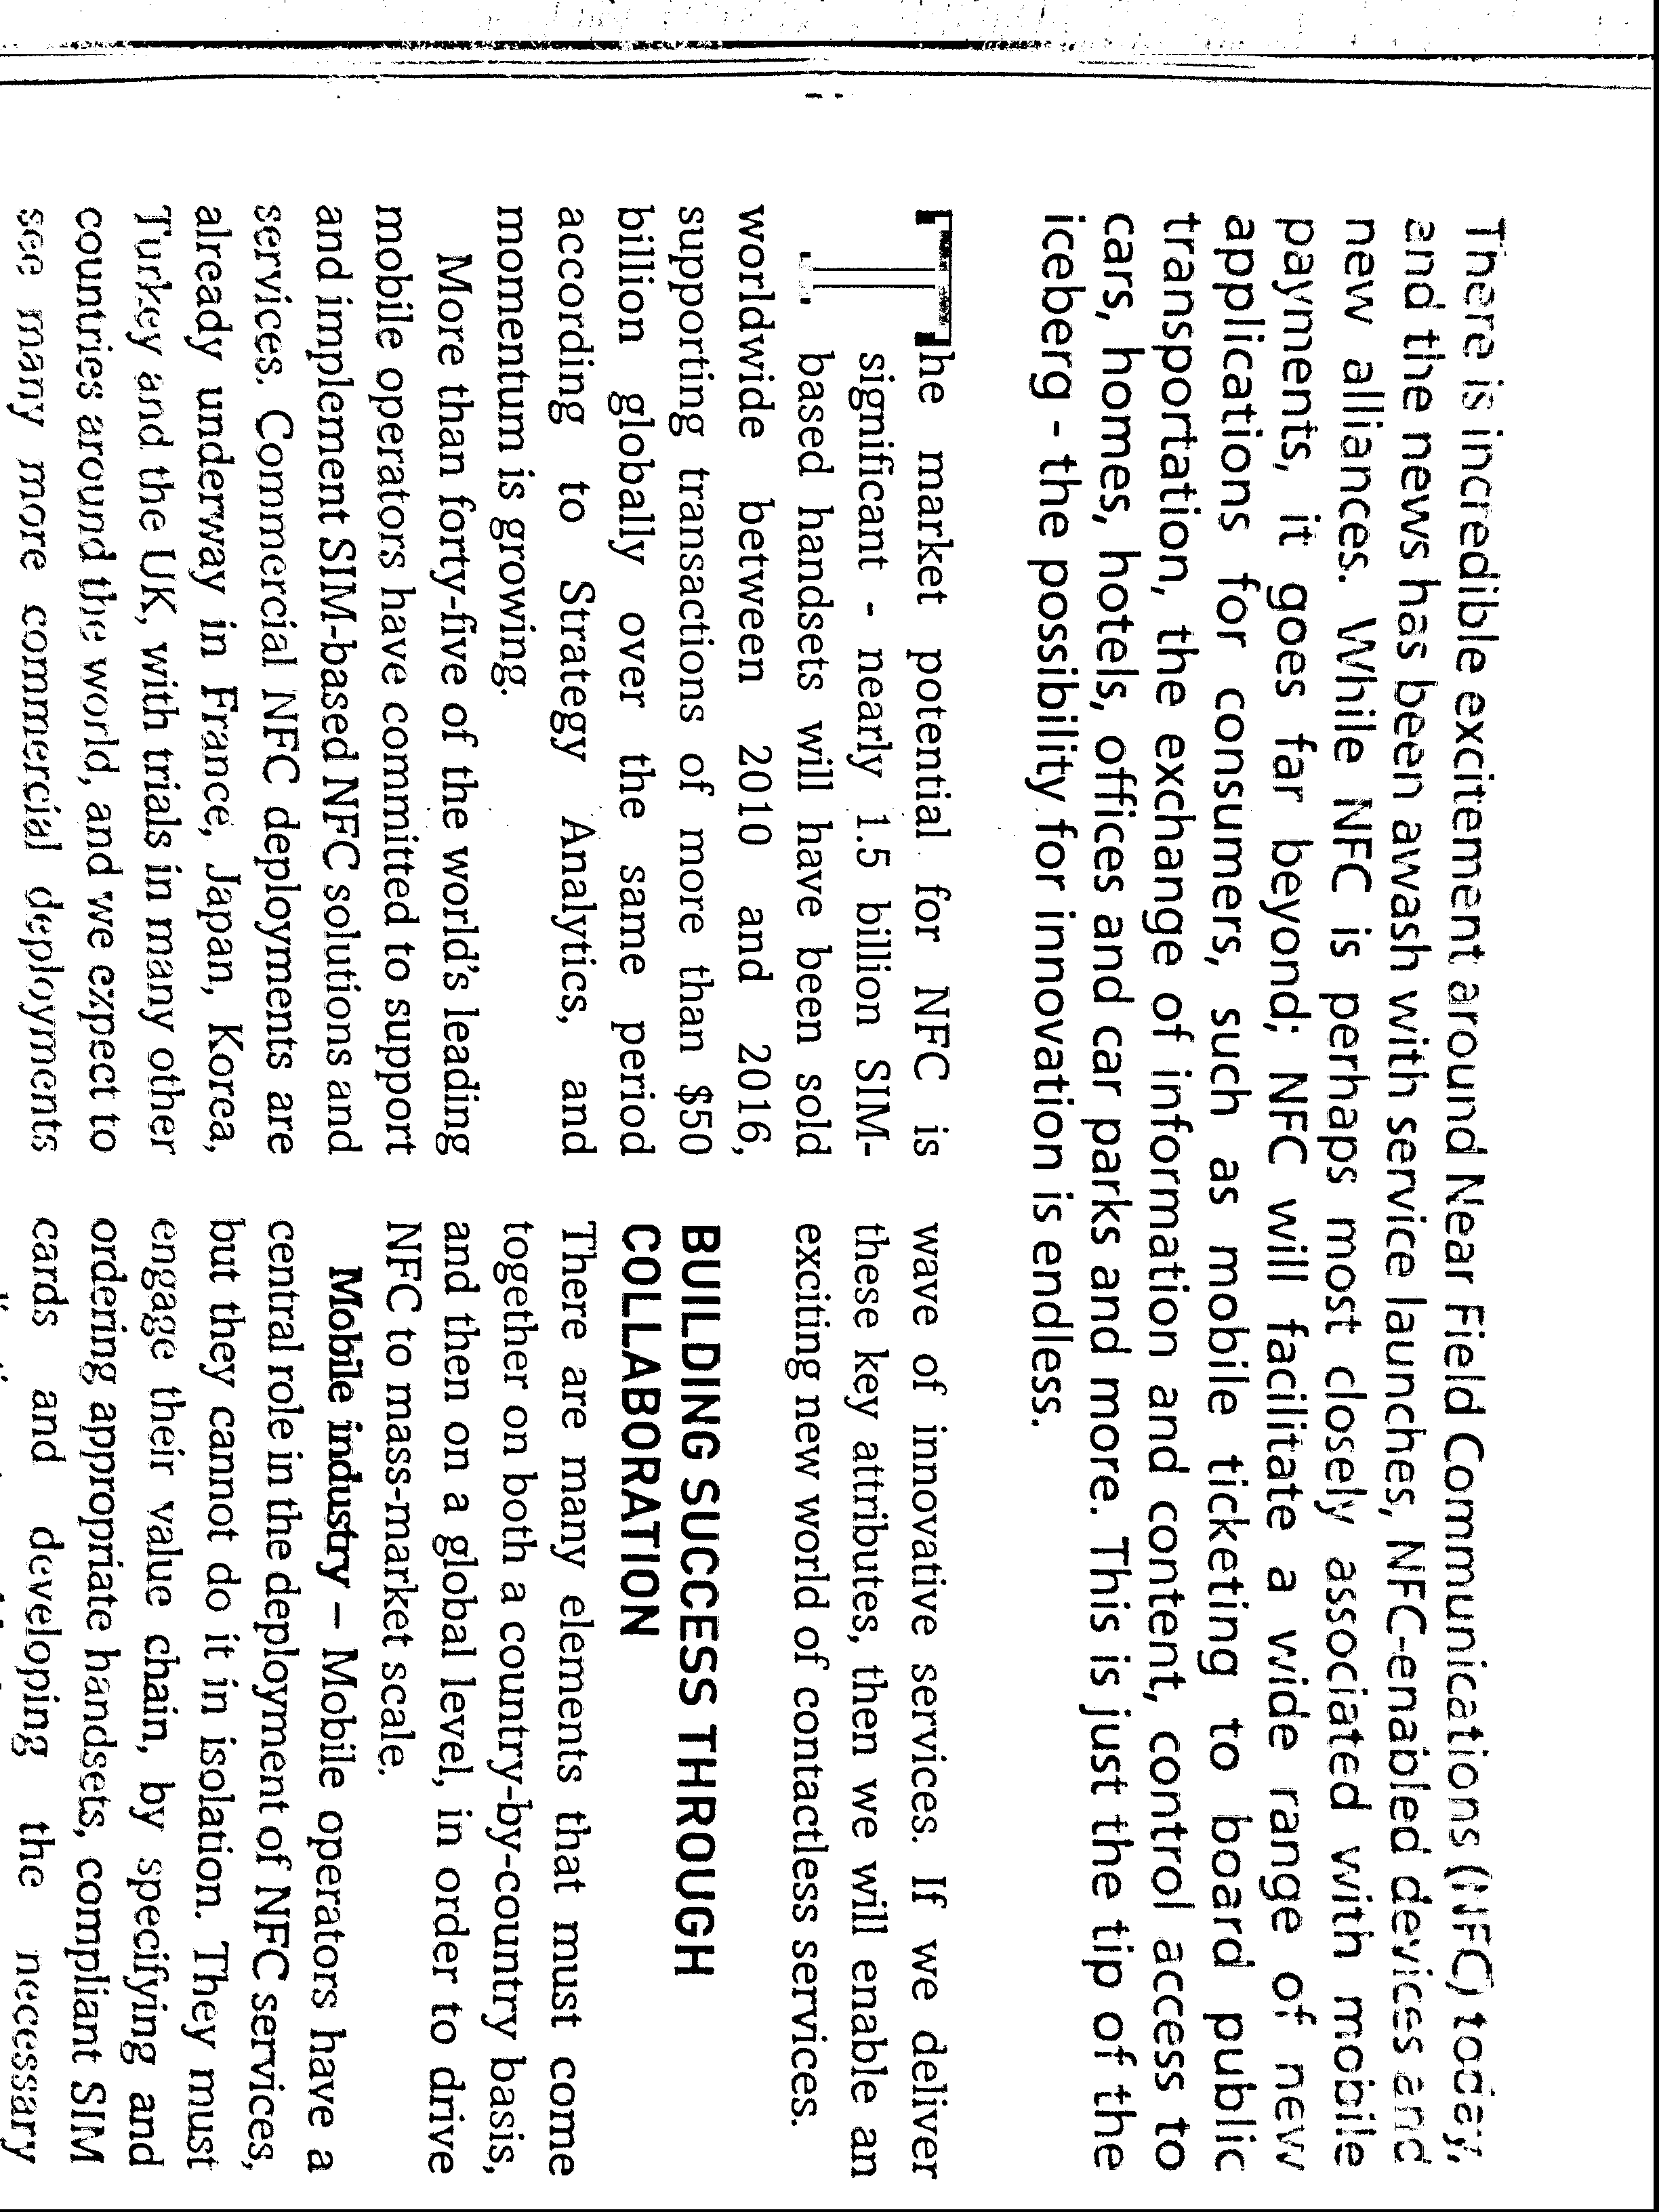 There is incredible excitement around Near Field Communications (NFC) today,
and the news has been awash with service launches, NFC-enabled devices and
new alliances. While NFC is perhaps most closely associated with mobile
payments, it goes far beyond; NFC will facilitate a wide range of new
applications for consumers, such as mobile ticketing to board public
transportation, the exchange of information and content, control access to
cars, homes, hotels, offices and car parks and more. This is just the tip of the
iceberg - the possibility for innovation is endless.
The market potential for NFC is
significant - nearly 1.5 billion SIM-
based handsets will have been sold
worldwide between 2010 and 2016,
supporting transactions of more than $50
billion globally over the same period
according to Strategy Analytics, and
momentum is growing.
More than forty-five of the world's leading
mobile operators have committed to support
and implement SIM-based NFC solutions and
services. Commercial NFC deployments are
already underway in France, Japan, Korea,
Turkey and the UK, with trials in many other
countries around the world, and we expect to
see many more commercial deployments
wave of innovative services. If we deliver
these key attributes, then we will enable an
exciting new world of contactless services.
BUILDING SUCCESS THROUGH
COLLABORATION
There are many elements that must come
together on both a country-by-country basis,
and then on a global level, in order to drive
NFC to mass-market scale.
Mobile industry – Mobile operators have a
central role in the deployment of NFC services,
but they cannot do it in isolation. They must
engage their value chain, by specifying and
ordering appropriate handsets, compliant SIM
cards and developing the necessary